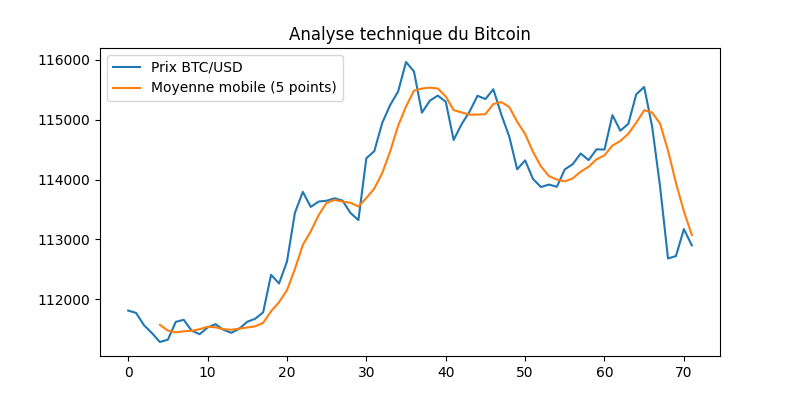 Analyse technique du Bitcoin
Prix BTC/USD
Moyenne mobile (5 points)
116000
115000
114000
113000
112000
0 10 20 30 40 50 60 70